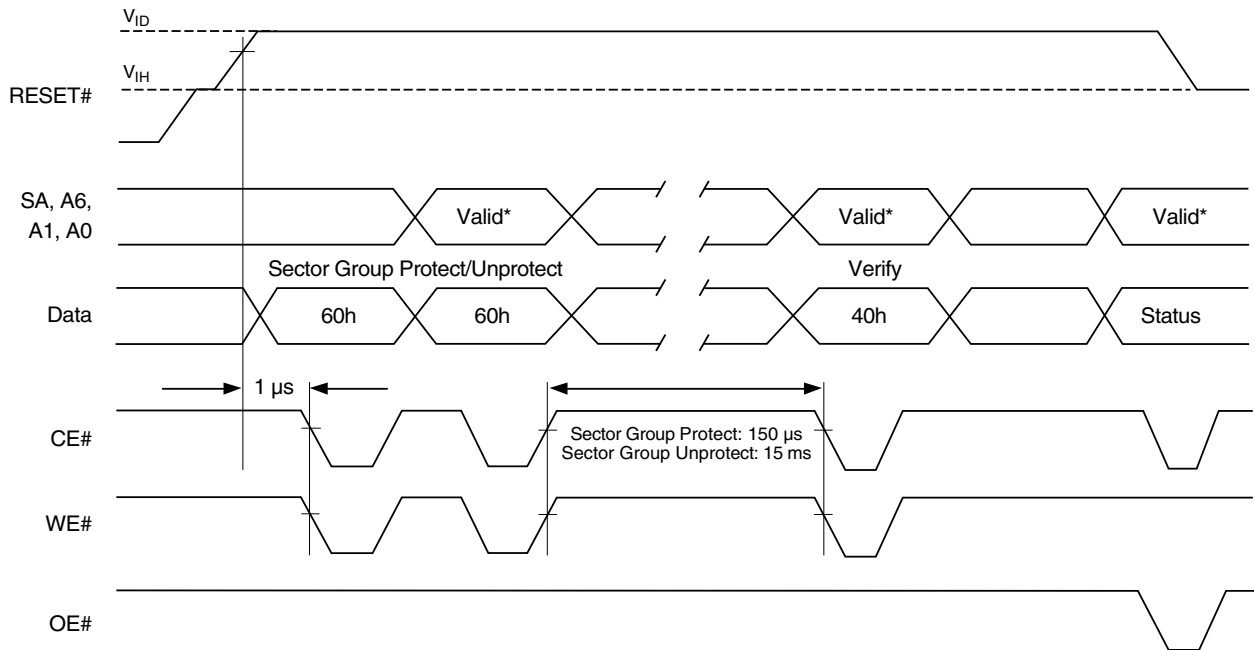 VID
VIH
RESET#
SA, A6,
A1, A0
Valid*
Valid*
Valid*
Sector Group Protect/Unprotect
Verify
Data
60h
60h
40h
Status
1 µs
CE#
Sector Group Protect: 150 µs
Sector Group Unprotect: 15 ms
WE#
OE#